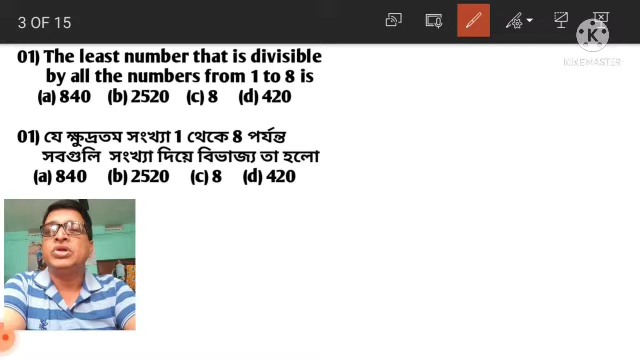 3 OF 15
01) The least number that is divisible
by all the numbers from 1 to 8 is
(a) 840 (b) 2520 (c) 8 (d) 420
01) যে ক্ষুদ্রতম সংখ্যা 1 থেকে 8 পর্যন্ত
সবগুলি সংখ্যা দিয়ে বিভাজ্য তা হলো
(a) 840 (b) 2520 (c) 8 (d) 420
K
KINEMASTER